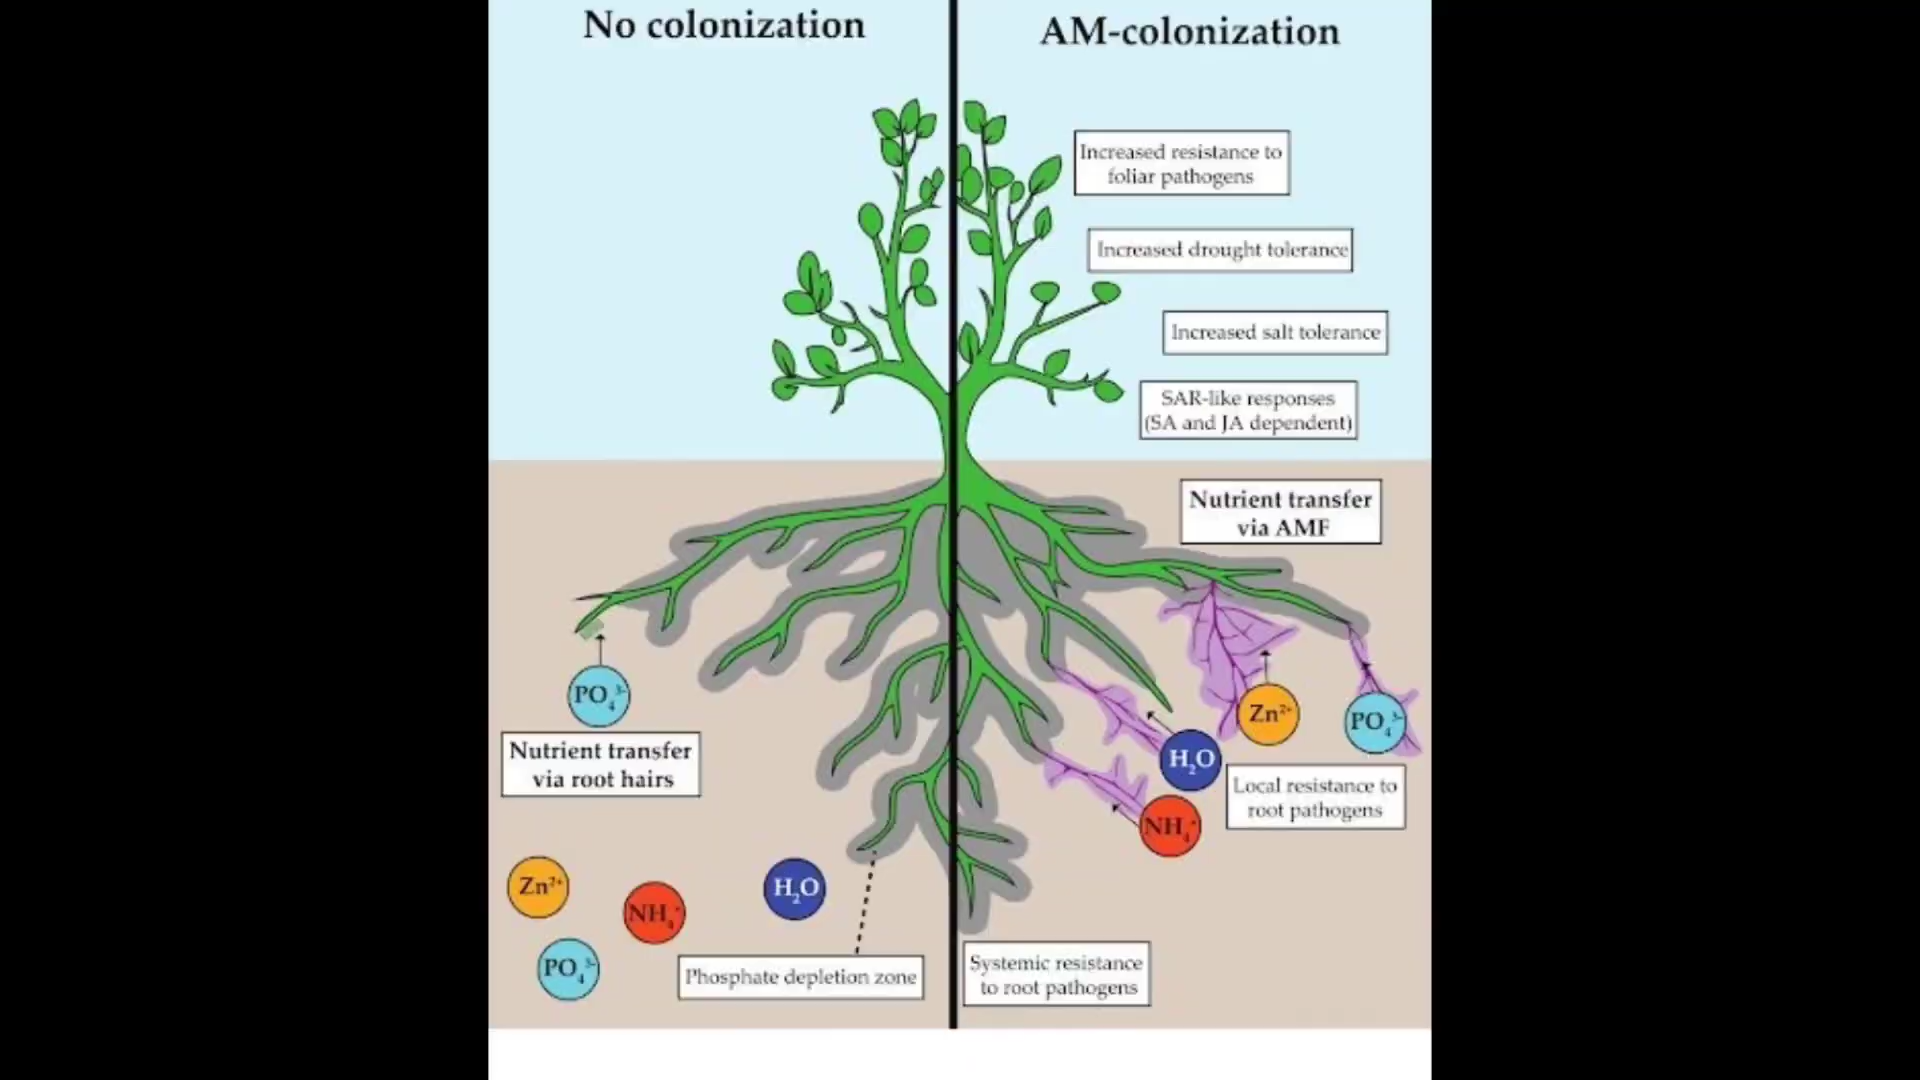 No colonization
AM-colonization
Increased resistance to
foliar pathogens
Increased drought tolerance
Increased salt tolerance
SAR-like responses
(SA and JA dependent)
Nutrient transfer
via AMF
PO₄³⁻
Nutrient transfer
via root hairs
Zn²⁺
PO₄³⁻
H₂O
NH₄⁺
Local resistance to
root pathogens
Zn²⁺
NH₄⁺
H₂O
PO₄³⁻
Phosphate depletion zone
Systemic resistance
to root pathogens